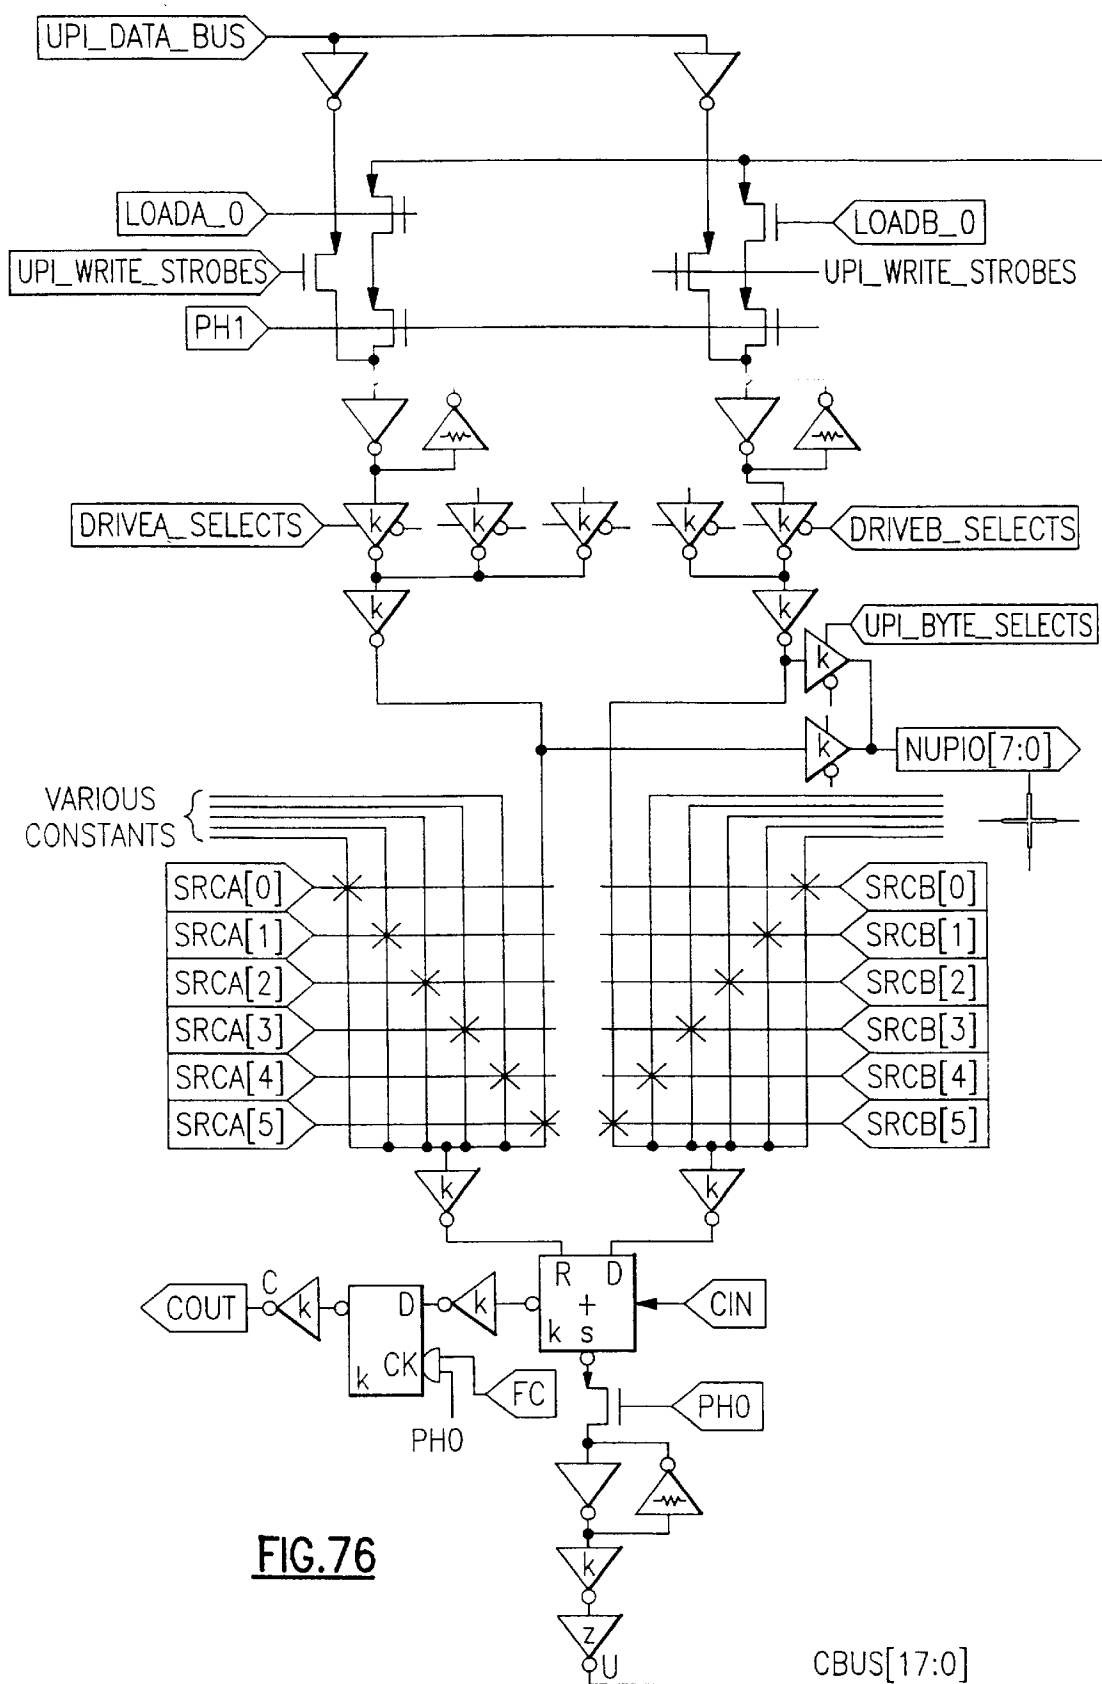 UPI_DATA_BUS
LOADA_0
LOADB_0
UPI_WRITE_STROBES
UPI_WRITE_STROBES
PH1
DRIVEA_SELECTS
k
k
k
k
k
DRIVEB_SELECTS
k
k
UPI_BYTE_SELECTS
k
k
NUPIO[7:0]
VARIOUS
CONSTANTS
SRCA[0]
SRCB[0]
SRCA[1]
SRCB[1]
SRCA[2]
SRCB[2]
SRCA[3]
SRCB[3]
SRCA[4]
SRCB[4]
SRCA[5]
SRCB[5]
k
k
R D
+
k s
CIN
COUT
C
k
D
k
CK
k
FC
PH0
PH0
k
z
U
FIG.76
CBUS[17:0]